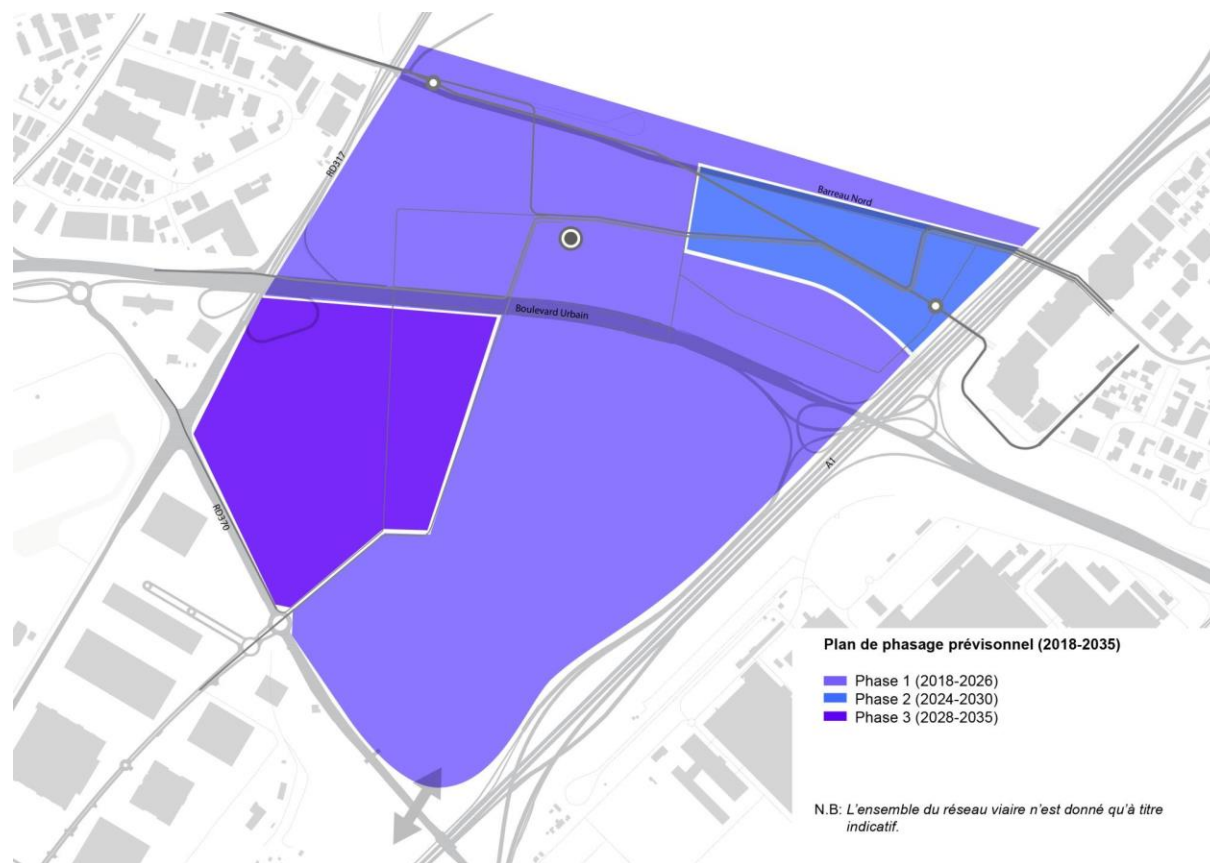 RD317
Barreau Nord
Boulevard Urbain
A1
RD370
Plan de phasage prévisonnel (2018-2035)
Phase 1 (2018-2026)
Phase 2 (2024-2030)
Phase 3 (2028-2035)
N.B: L'ensemble du réseau viaire n'est donné qu'à titre
indicatif.